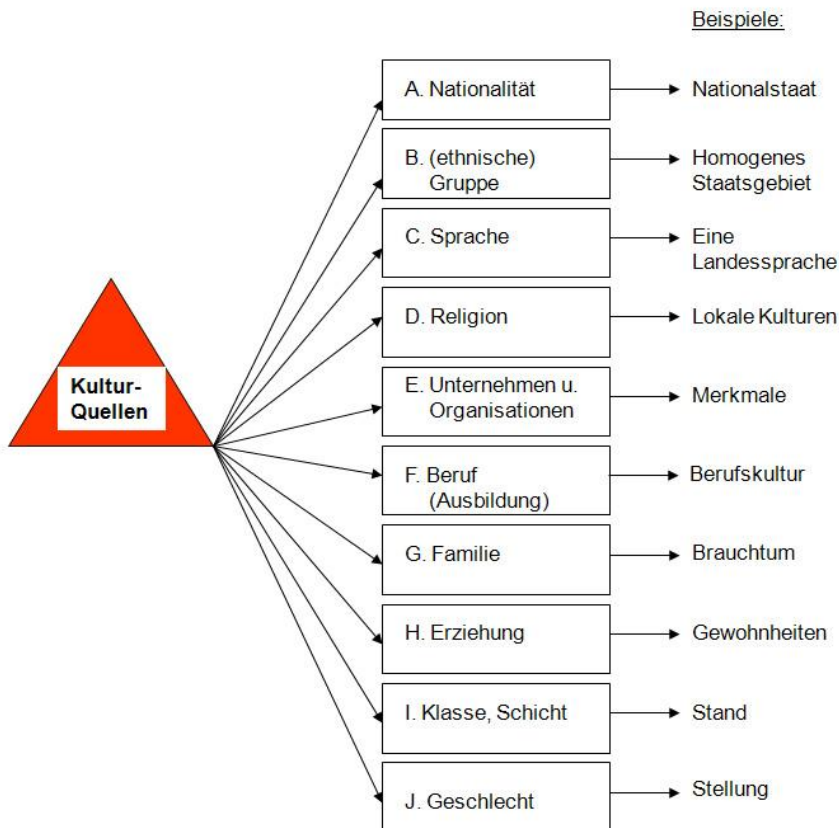 Beispiele:
A. Nationalität
Nationalstaat
B. (ethnische)
Gruppe
Homogenes
Staatsgebiet
C. Sprache
Eine
Landessprache
D. Religion
Lokale Kulturen
Kultur-
Quellen
E. Unternehmen u.
Organisationen
Merkmale
F. Beruf
(Ausbildung)
Berufskultur
G. Familie
Brauchtum
H. Erziehung
Gewohnheiten
I. Klasse, Schicht
Stand
J. Geschlecht
Stellung